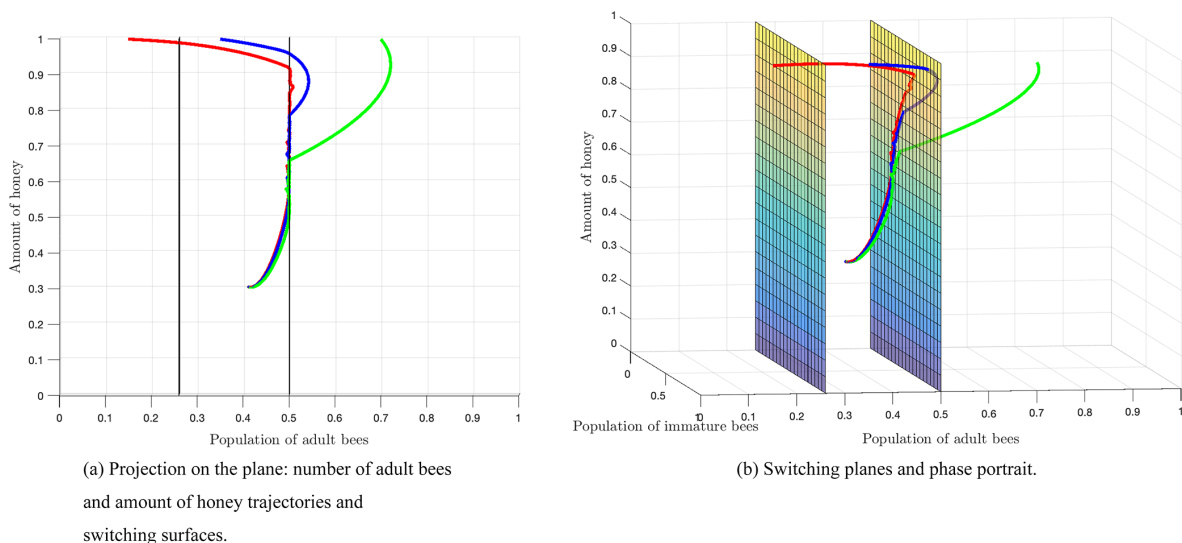 1
0.9
0.8
0.7
0.6
0.5
0.4
0.3
0.2
0.1
0
Amount of honey
0 0.1 0.2 0.3 0.4 0.5 0.6 0.7 0.8 0.9 1
Population of adult bees
(a) Projection on the plane: number of adult bees
and amount of honey trajectories and
switching surfaces.
1
0.9
0.8
0.7
0.6
0.5
0.4
0.3
0.2
0.1
0
Amount of honey
0
0.5
1
Population of immature bees
0 0.1 0.2 0.3 0.4 0.5 0.6 0.7 0.8 0.9 1
Population of adult bees
(b) Switching planes and phase portrait.